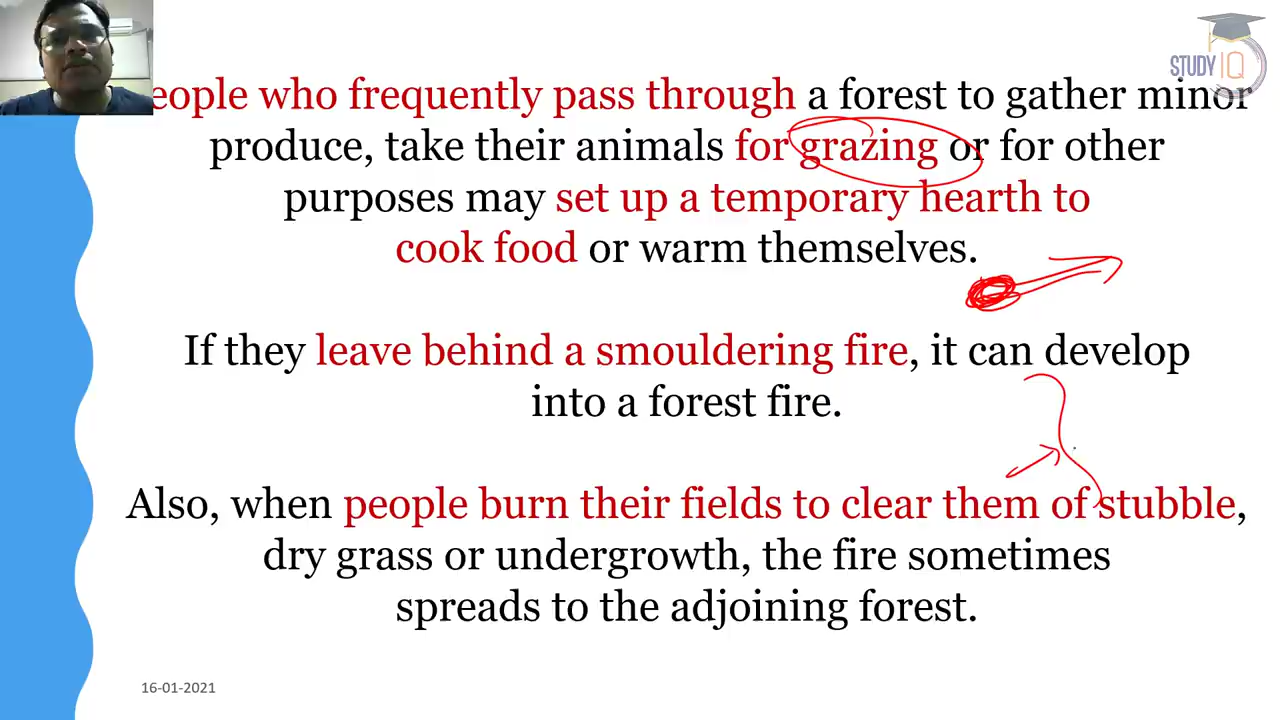 STUDY IQ
eople who frequently pass through a forest to gather minor
produce, take their animals for grazing or for other
purposes may set up a temporary hearth to
cook food or warm themselves.
If they leave behind a smouldering fire, it can develop
into a forest fire.
Also, when people burn their fields to clear them of stubble,
dry grass or undergrowth, the fire sometimes
spreads to the adjoining forest.
16-01-2021